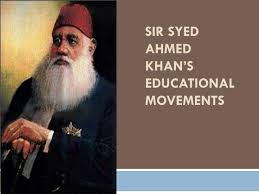 SIR SYED
AHMED
KHAN'S
EDUCATIONAL
MOVEMENTS